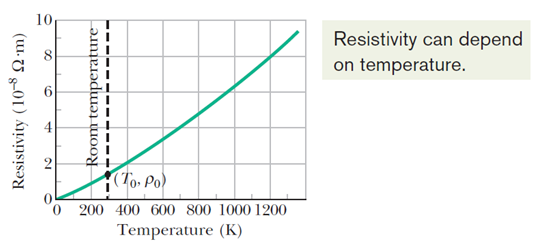 10
8
6
4
2
0
Resistivity (10⁻⁸ Ω·m)
Room temperature
(T₀, ρ₀)
0 200 400 600 800 1000 1200
Temperature (K)
Resistivity can depend
on temperature.